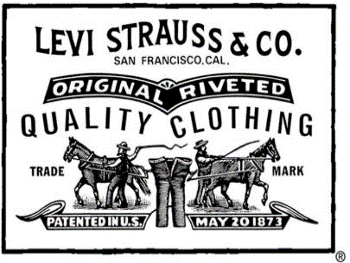 LEVI STRAUSS & CO.
SAN FRANCISCO, CAL.
ORIGINAL RIVETED
QUALITY CLOTHING
TRADE MARK
PATENTED IN U.S. MAY 20 1873
®